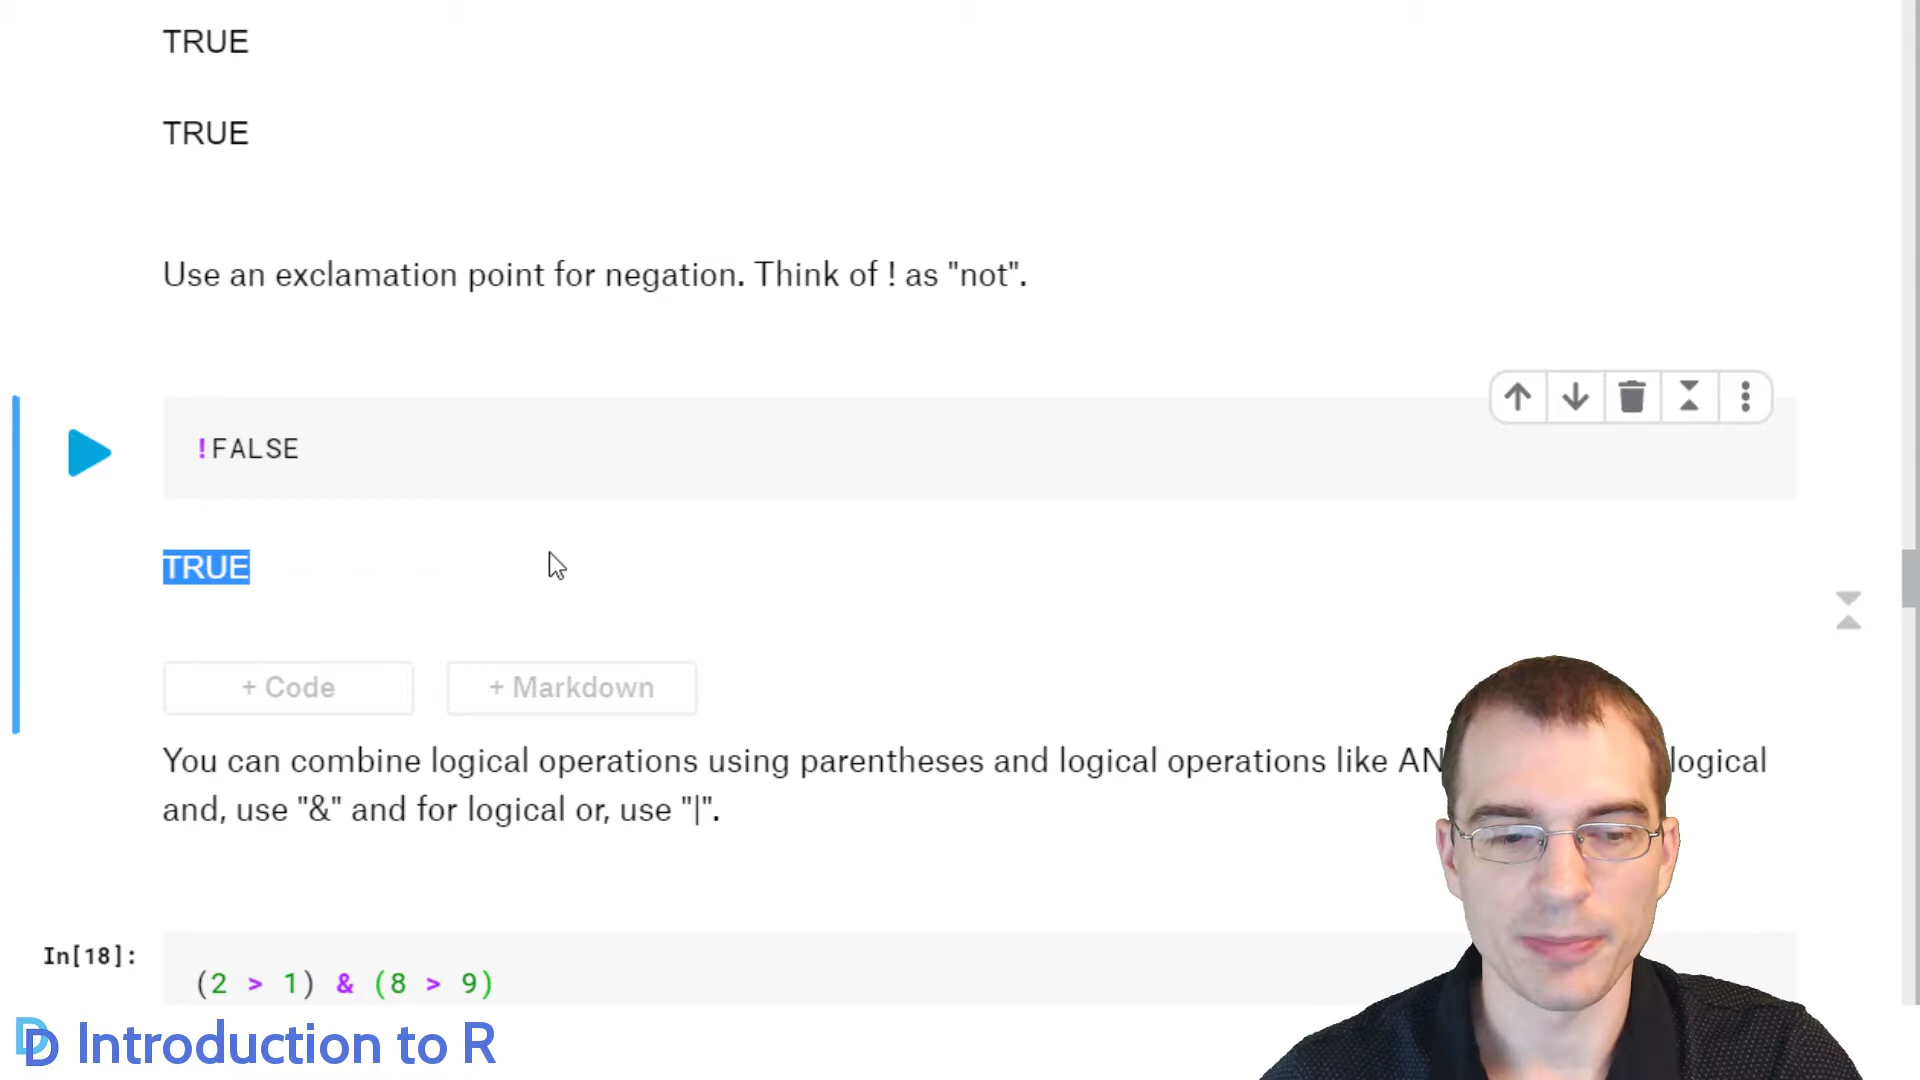 TRUE
TRUE
Use an exclamation point for negation. Think of ! as "not".
!FALSE
TRUE
+ Code
+ Markdown
You can combine logical operations using parentheses and logical operations like AN logical
and, use "&" and for logical or, use "|".
In[18]:
(2 > 1) & (8 > 9)
Introduction to R